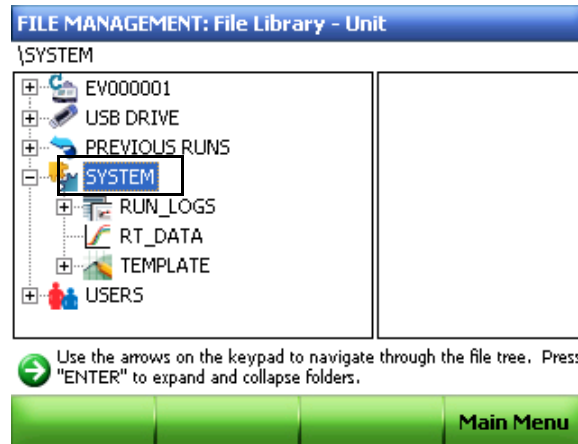 FILE MANAGEMENT: File Library - Unit
\SYSTEM
EV000001
USB DRIVE
PREVIOUS RUNS
SYSTEM
RUN_LOGS
RT_DATA
TEMPLATE
USERS
Use the arrows on the keypad to navigate through the file tree. Press
"ENTER" to expand and collapse folders.
Main Menu